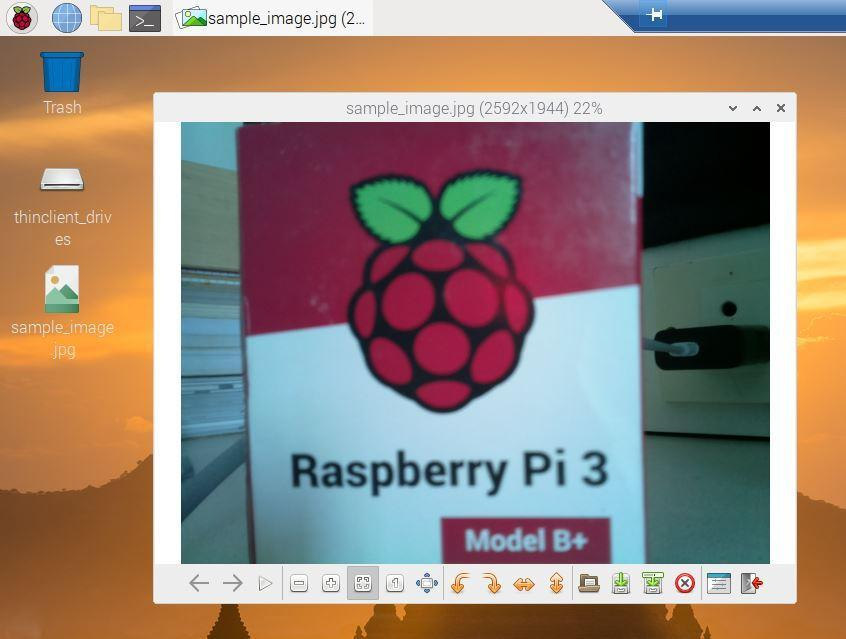 sample_image.jpg (2...
Trash
thinclient_driv
es
sample_image
.jpg
sample_image.jpg (2592x1944) 22%
Raspberry Pi 3
Model B+